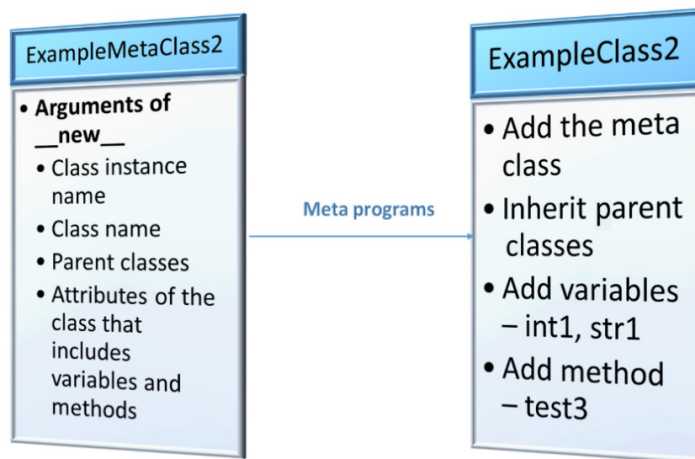 ExampleMetaClass2
• Arguments of
__new__
• Class instance
name
• Class name
• Parent classes
• Attributes of the
class that
includes
variables and
methods
Meta programs
ExampleClass2
• Add the meta
class
• Inherit parent
classes
• Add variables
– int1, str1
• Add method
– test3